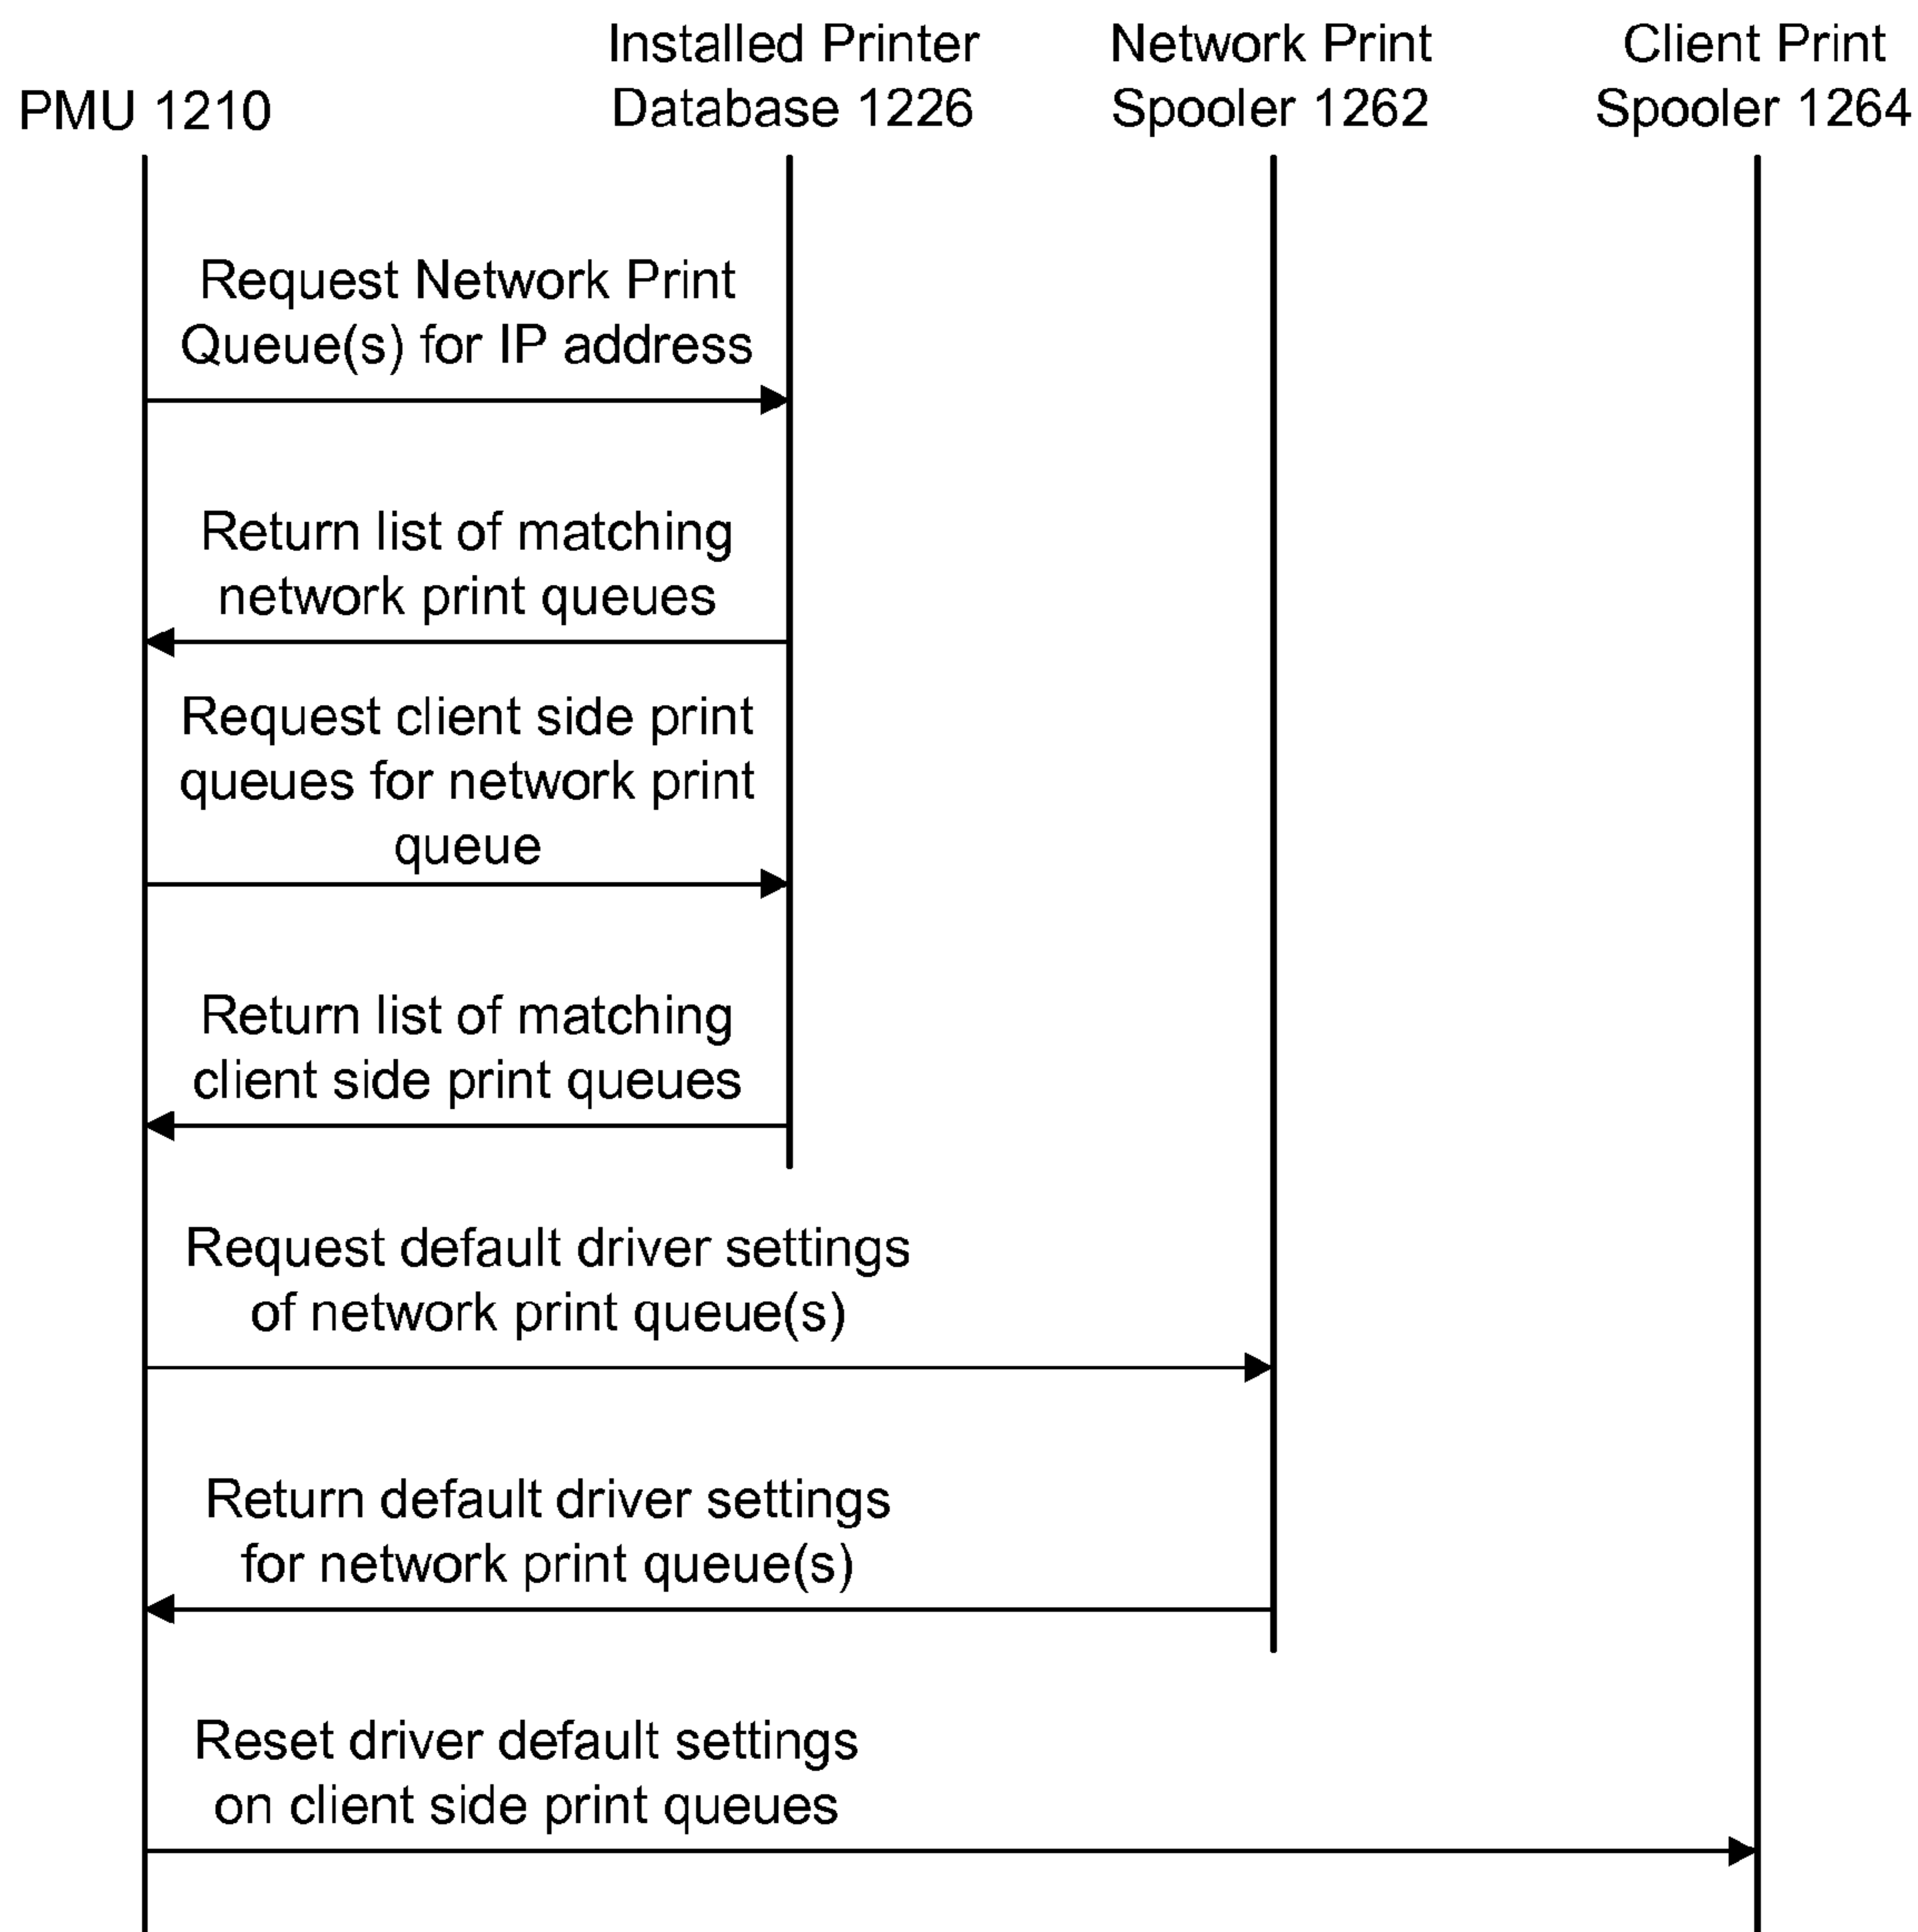 PMU 1210
Installed Printer
Database 1226
Network Print
Spooler 1262
Client Print
Spooler 1264
Request Network Print
Queue(s) for IP address
Return list of matching
network print queues
Request client side print
queues for network print
queue
Return list of matching
client side print queues
Request default driver settings
of network print queue(s)
Return default driver settings
for network print queue(s)
Reset driver default settings
on client side print queues